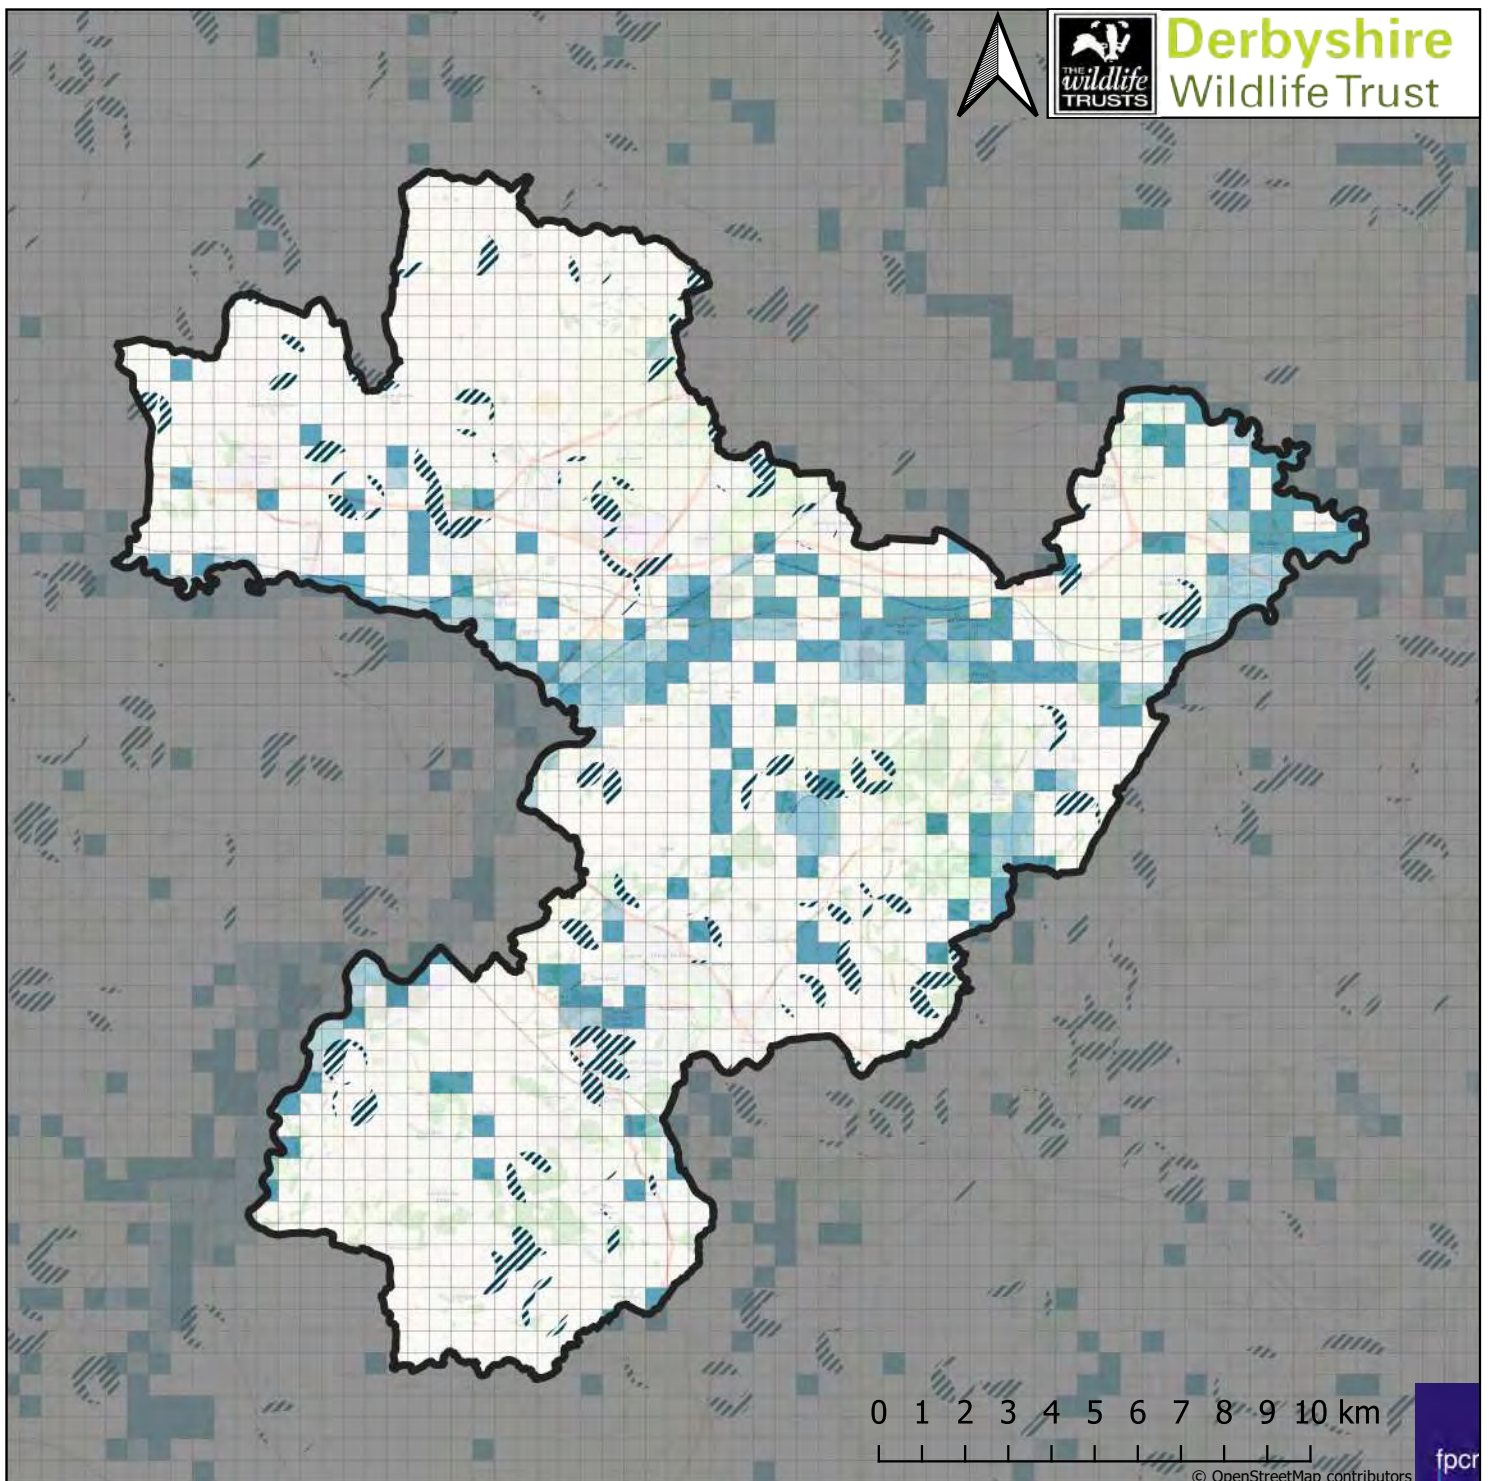 Derbyshire
Wildlife Trust
THE
wildlife
TRUSTS
0 1 2 3 4 5 6 7 8 9 10 km
fpcr
© OpenStreetMap contributors